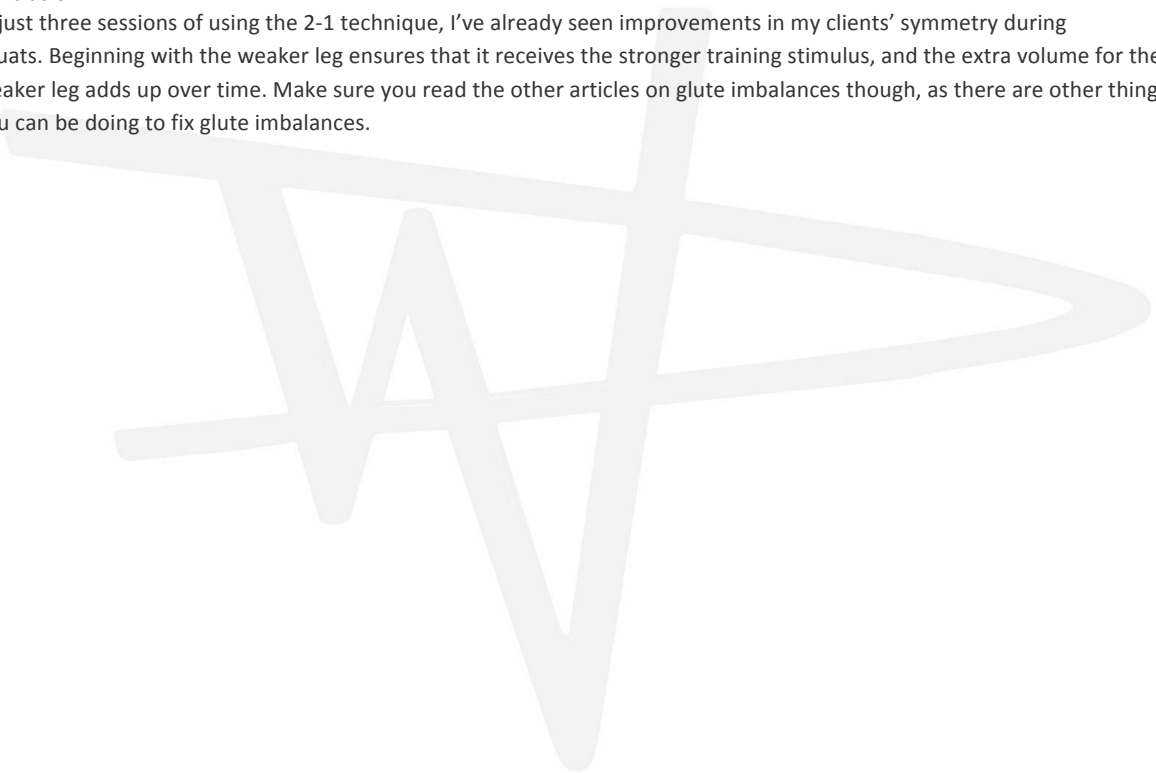 just three sessions of using the 2-1 technique, I've already seen improvements in my clients' symmetry during
uats. Beginning with the weaker leg ensures that it receives the stronger training stimulus, and the extra volume for the
eaker leg adds up over time. Make sure you read the other articles on glute imbalances though, as there are other thing
u can be doing to fix glute imbalances.